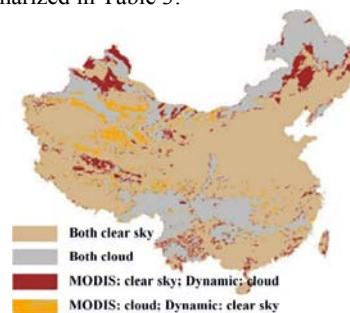 marized in Table 3.
Both clear sky
Both cloud
MODIS: clear sky; Dynamic: cloud
MODIS: cloud; Dynamic: clear sky